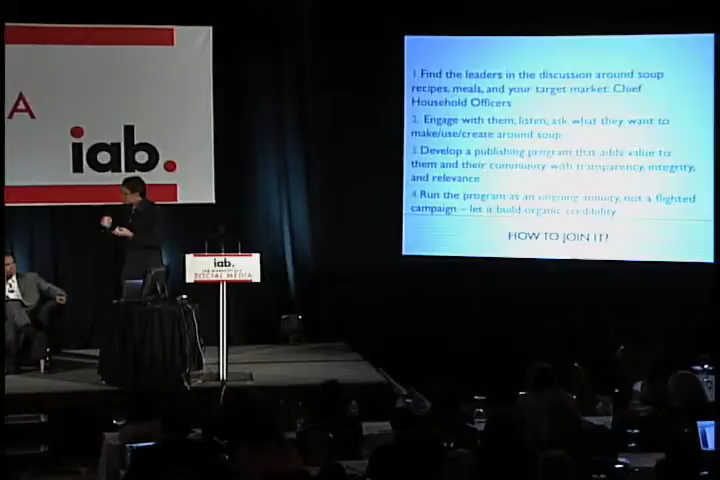 A
iab.
iab.
SOCIAL MEDIA
1. Find the leaders in the discussion around soup
recipes, meals, and your target market: Chief
Household Officers
2. Engage with them, listen, ask what they want to
make/use/create around soup
3. Develop a publishing program that adds value to
them and their community with transparency, integrity,
and relevance
4. Run the program as an ongoing annuity, not a flighted
campaign – let it build organic credibility
HOW TO JOIN IT?